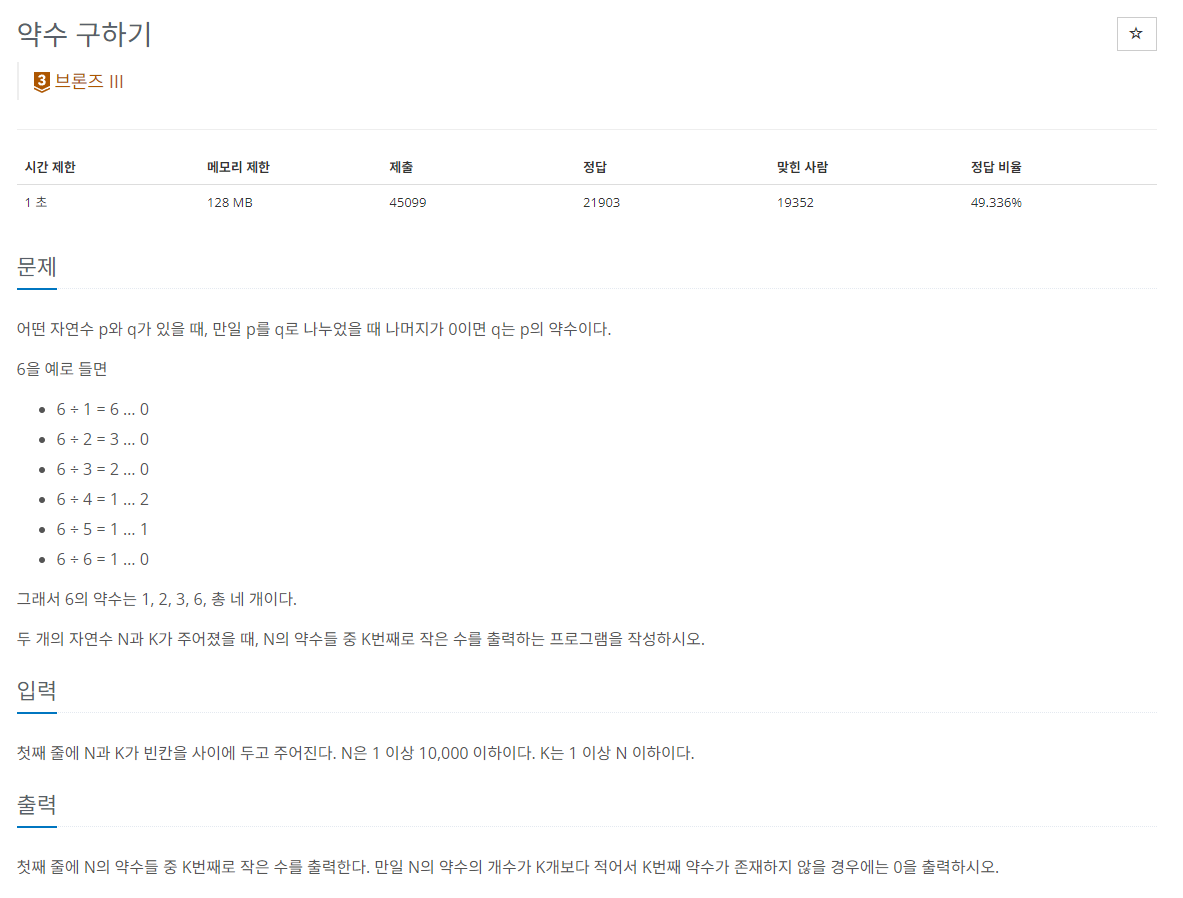 약수 구하기
☆
3 브론즈 III
시간 제한 메모리 제한 제출 정답 맞힌 사람 정답 비율
1 초 128 MB 45099 21903 19352 49.336%
문제
어떤 자연수 p와 q가 있을 때, 만일 p를 q로 나누었을 때 나머지가 0이면 q는 p의 약수이다.
6을 예로 들면
• 6 ÷ 1 = 6 ... 0
• 6 ÷ 2 = 3 ... 0
• 6 ÷ 3 = 2 ... 0
• 6 ÷ 4 = 1 ... 2
• 6 ÷ 5 = 1 ... 1
• 6 ÷ 6 = 1 ... 0
그래서 6의 약수는 1, 2, 3, 6, 총 네 개이다.
두 개의 자연수 N과 K가 주어졌을 때, N의 약수들 중 K번째로 작은 수를 출력하는 프로그램을 작성하시오.
입력
첫째 줄에 N과 K가 빈칸을 사이에 두고 주어진다. N은 1 이상 10,000 이하이다. K는 1 이상 N 이하이다.
출력
첫째 줄에 N의 약수들 중 K번째로 작은 수를 출력한다. 만일 N의 약수의 개수가 K개보다 적어서 K번째 약수가 존재하지 않을 경우에는 0을 출력하시오.